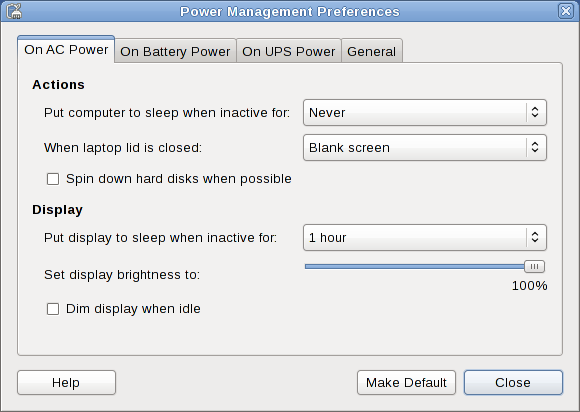 Power Management Preferences
On AC Power On Battery Power On UPS Power General
Actions
Put computer to sleep when inactive for: Never
When laptop lid is closed: Blank screen
Spin down hard disks when possible
Display
Put display to sleep when inactive for: 1 hour
Set display brightness to:
100%
Dim display when idle
Help Make Default Close